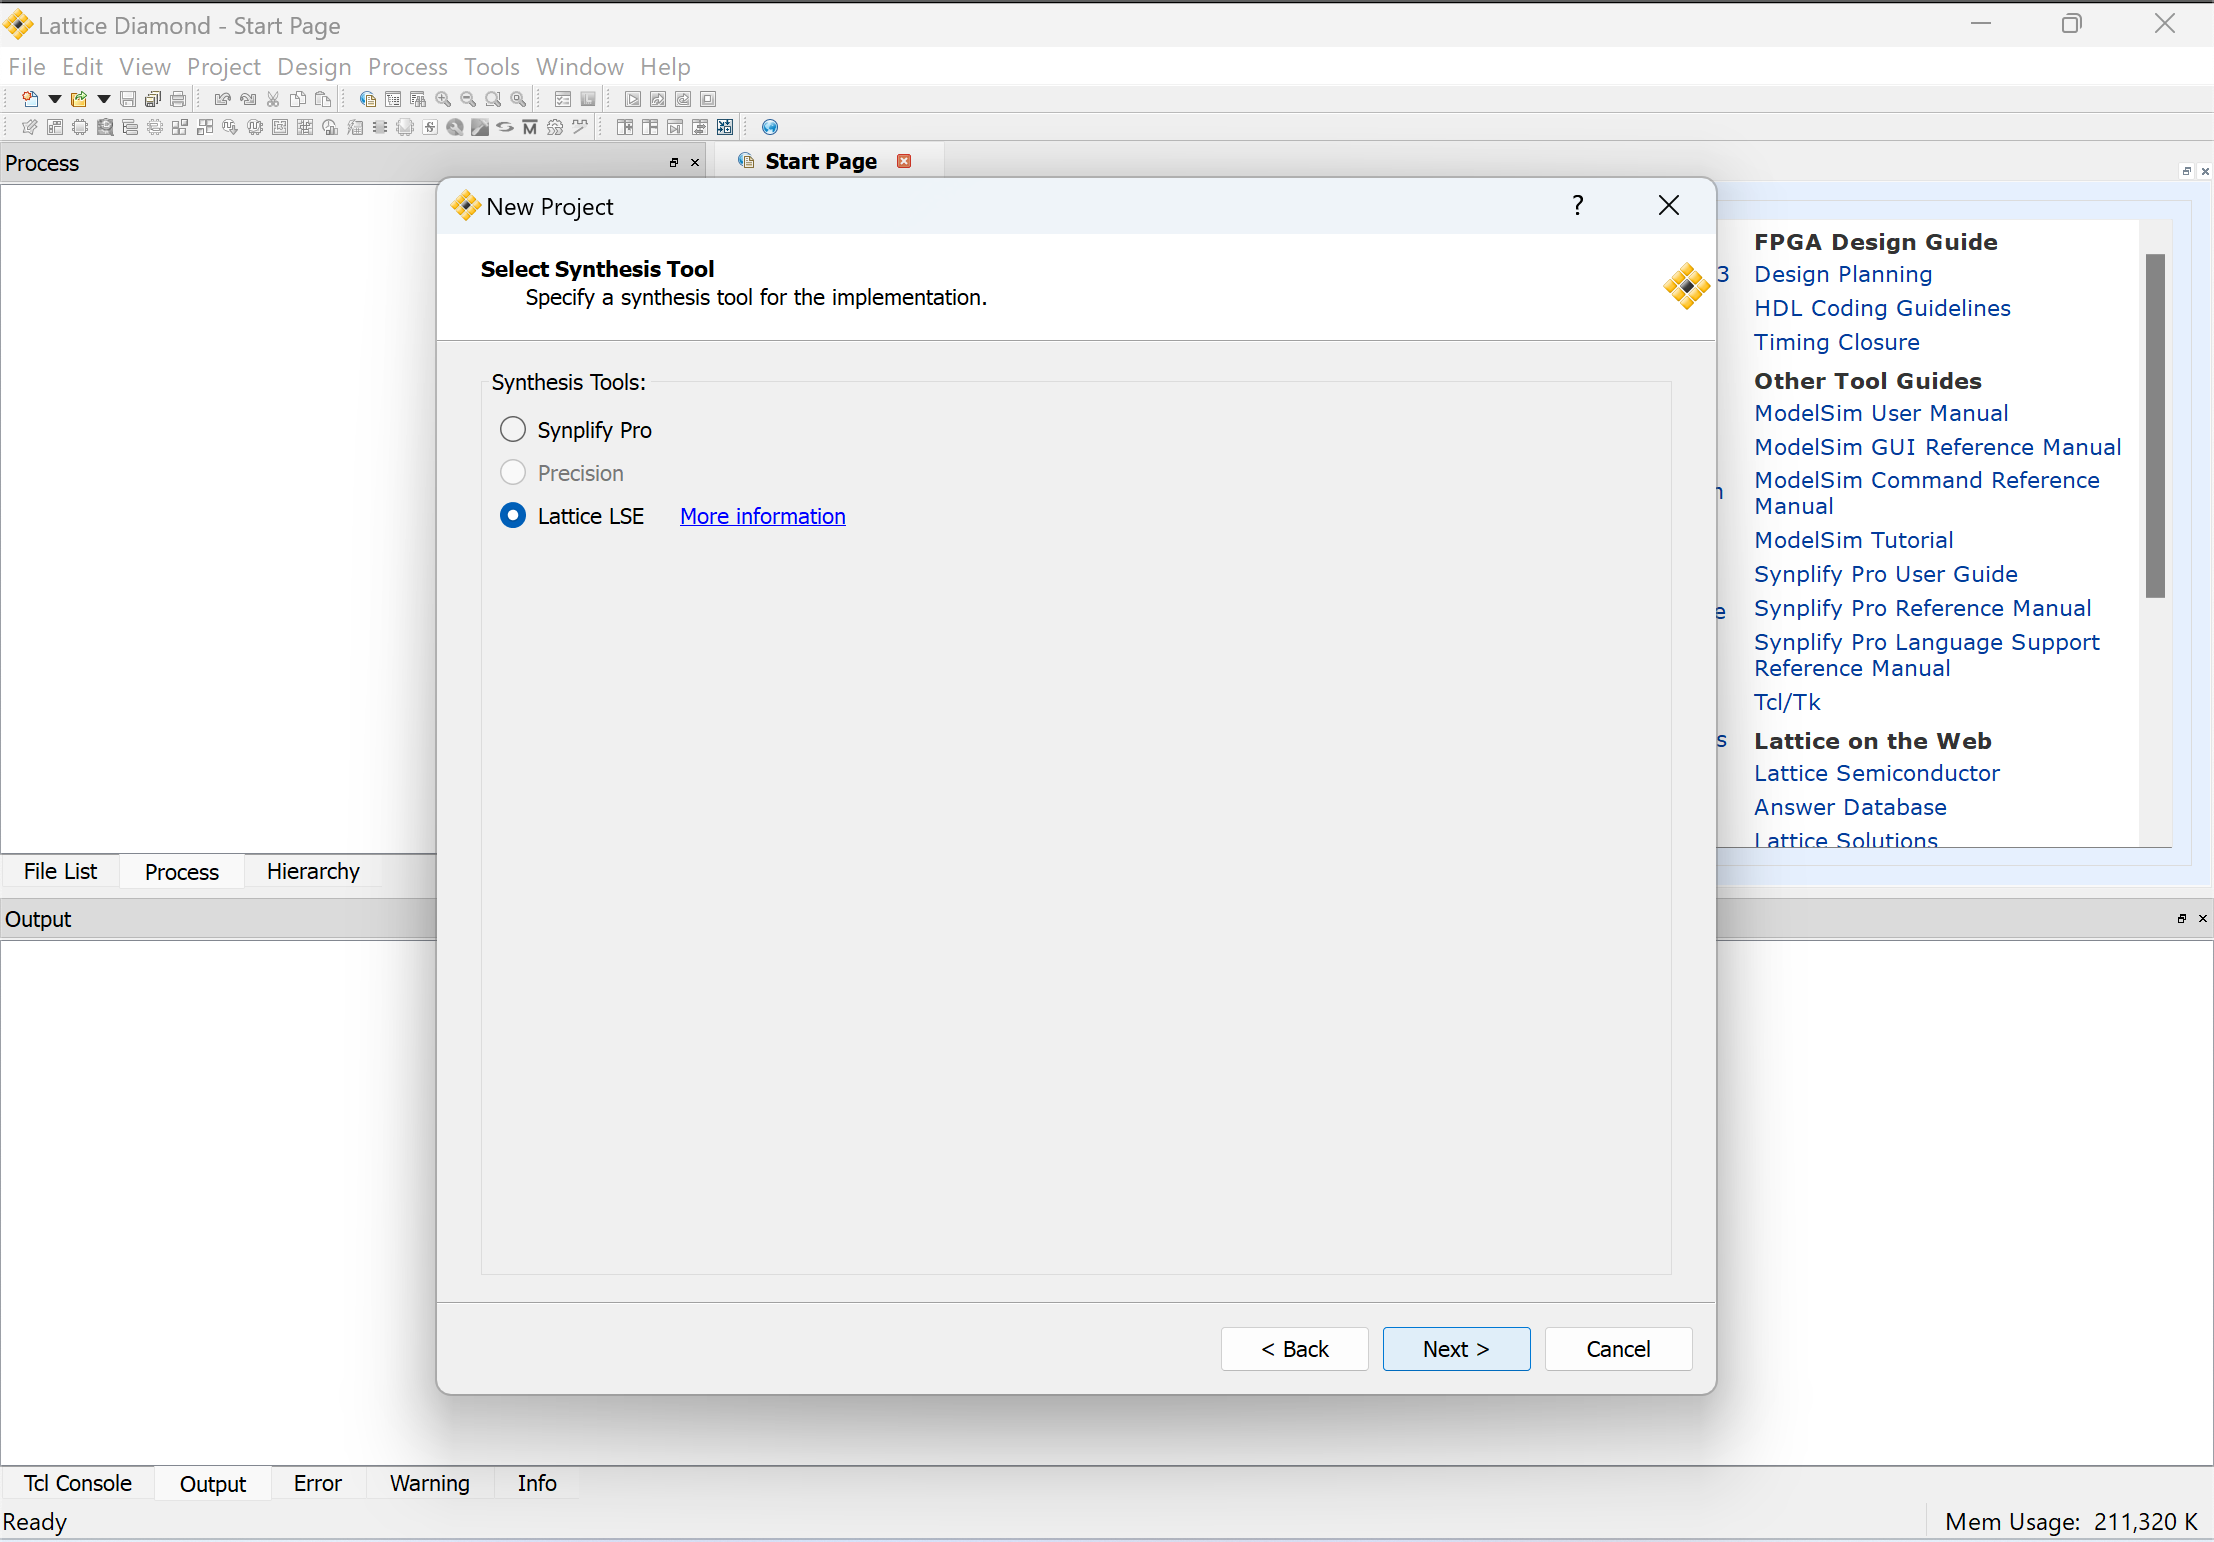 Lattice Diamond - Start Page
File Edit View Project Design Process Tools Window Help
Process
Start Page
New Project
?
Select Synthesis Tool
Specify a synthesis tool for the implementation.
Synthesis Tools:
Synplify Pro
Precision
Lattice LSE More information
< Back Next > Cancel
3
n
e
s
FPGA Design Guide
Design Planning
HDL Coding Guidelines
Timing Closure
Other Tool Guides
ModelSim User Manual
ModelSim GUI Reference Manual
ModelSim Command Reference
Manual
ModelSim Tutorial
Synplify Pro User Guide
Synplify Pro Reference Manual
Synplify Pro Language Support
Reference Manual
Tcl/Tk
Lattice on the Web
Lattice Semiconductor
Answer Database
Lattice Solutions
File List Process Hierarchy
Output
Tcl Console Output Error Warning Info
Ready
Mem Usage: 211,320 K